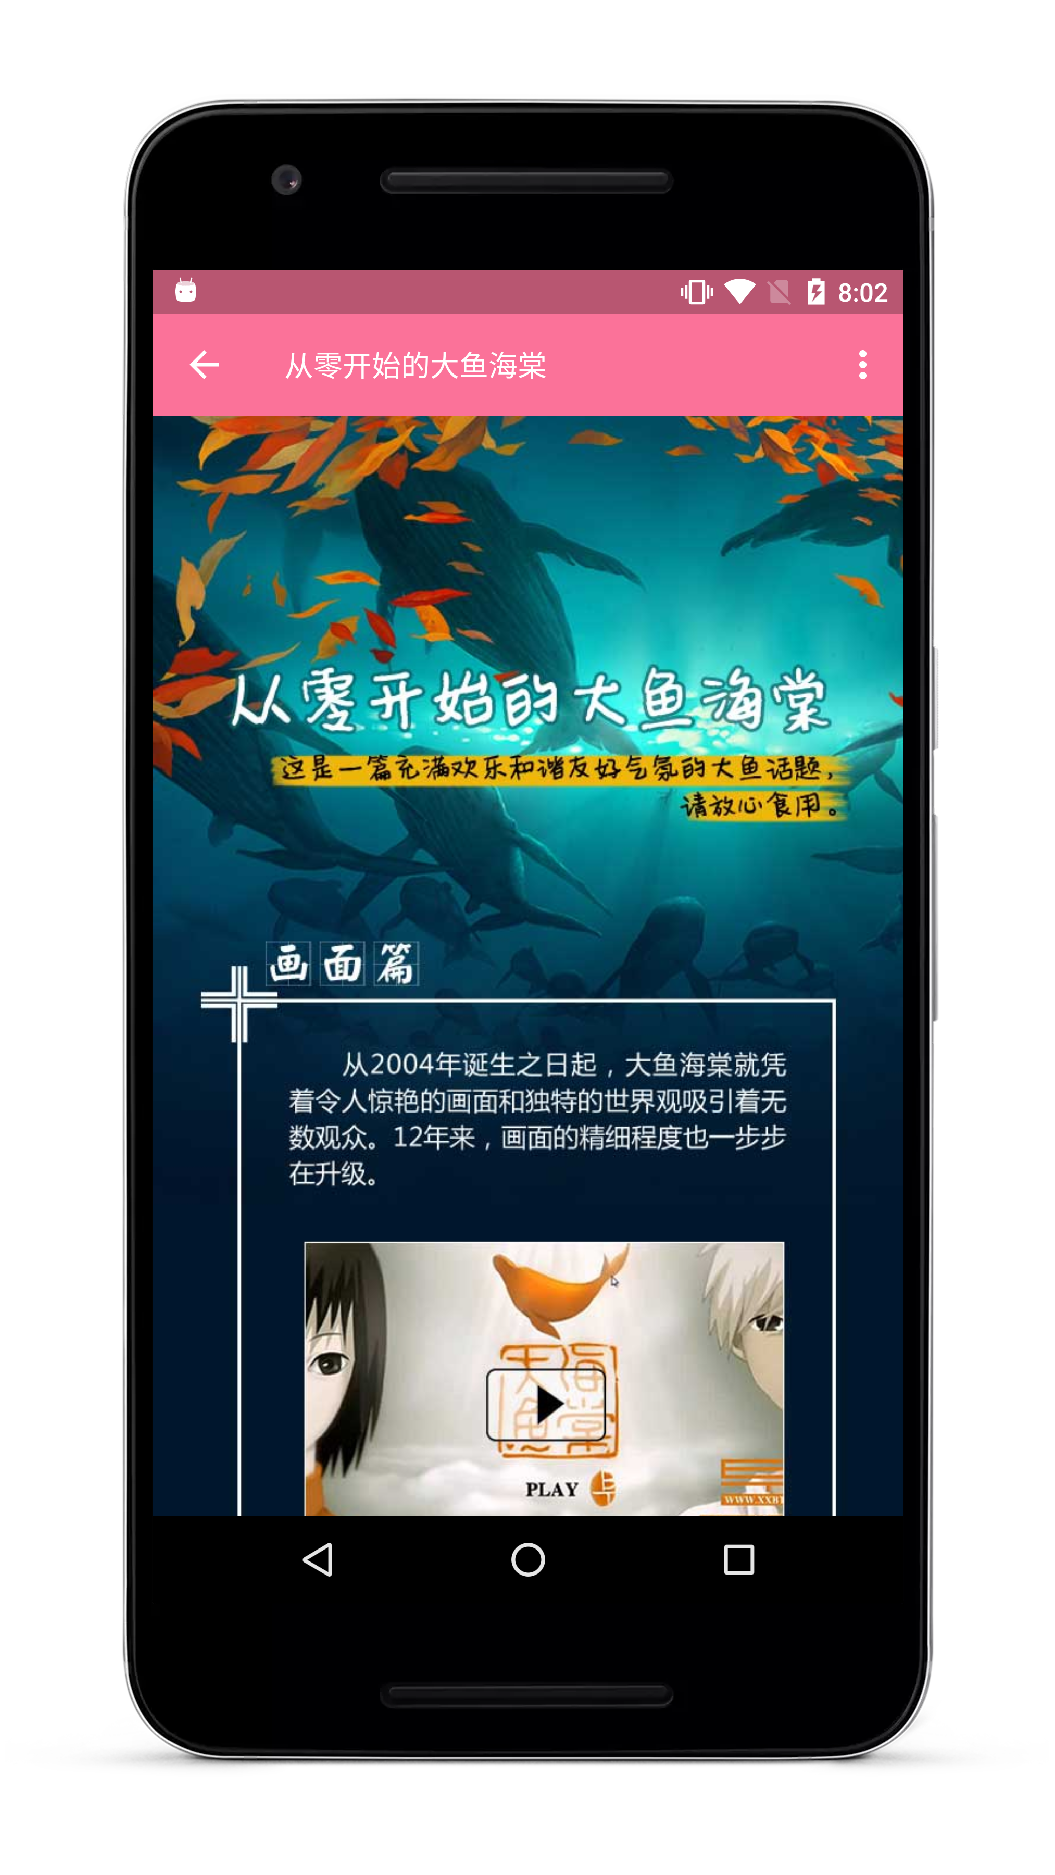 8:02
从零开始的大鱼海棠
从零开始的大鱼海棠
这是一篇充满欢乐和谐友好气氛的大鱼话题，
请放心食用。
画面篇
从2004年诞生之日起，大鱼海棠就凭
着令人惊艳的画面和独特的世界观吸引着无
数观众。12年来，画面的精细程度也一步步
在升级。
大海
鱼棠
PLAY
WWW.XXBT